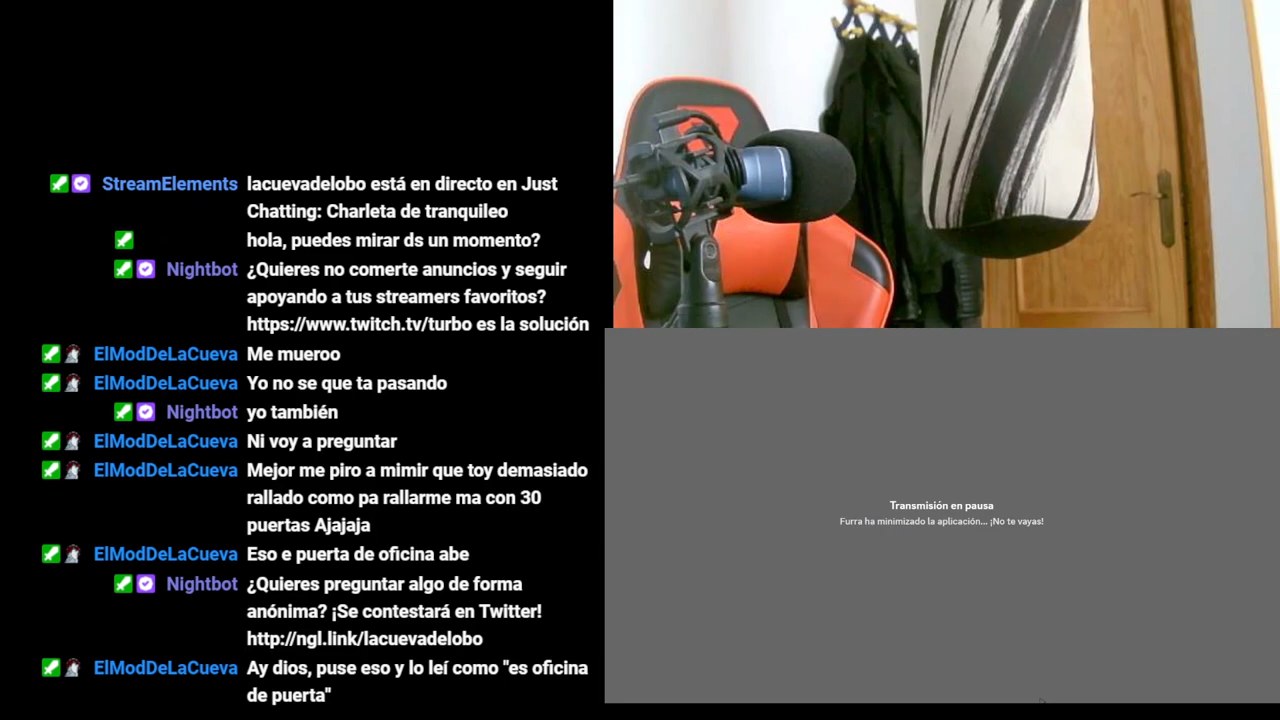 StreamElements lacuevadelobo está en directo en Just
Chatting: Charleta de tranquileo
hola, puedes mirar ds un momento?
Nightbot ¿Quieres no comerte anuncios y seguir
apoyando a tus streamers favoritos?
https://www.twitch.tv/turbo es la solución
ElModDeLaCueva Me mueroo
ElModDeLaCueva Yo no se que ta pasando
Nightbot yo también
ElModDeLaCueva Ni voy a preguntar
ElModDeLaCueva Mejor me piro a mimir que toy demasiado
rallado como pa rallarme ma con 30
puertas Ajajaja
ElModDeLaCueva Eso e puerta de oficina abe
Nightbot ¿Quieres preguntar algo de forma
anónima? ¡Se contestará en Twitter!
http://ngl.link/lacuevadelobo
ElModDeLaCueva Ay dios, puse eso y lo leí como "es oficina
de puerta"
Transmisión en pausa
Furra ha minimizado la aplicación... ¡No te vayas!